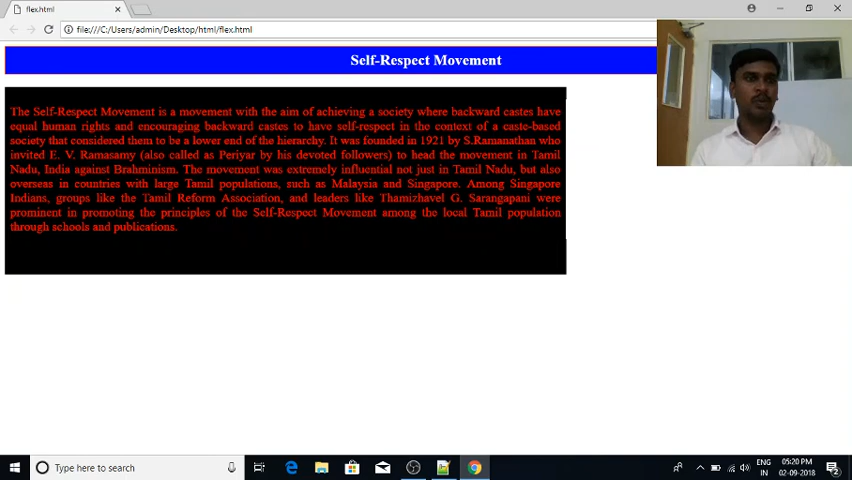 flex.html
file:///C:/Users/admin/Desktop/html/flex.html
Self-Respect Movement
The Self-Respect Movement is a movement with the aim of achieving a society where backward castes have
equal human rights and encouraging backward castes to have self-respect in the context of a caste-based
society that considered them to be a lower end of the hierarchy. It was founded in 1921 by S.Ramanathan who
invited E. V. Ramasamy (also called as Periyar by his devoted followers) to head the movement in Tamil
Nadu, India against Brahminism. The movement was extremely influential not just in Tamil Nadu, but also
overseas in countries with large Tamil populations, such as Malaysia and Singapore. Among Singapore
Indians, groups like the Tamil Reform Association, and leaders like Thamizhavel G. Sarangapani were
prominent in promoting the principles of the Self-Respect Movement among the local Tamil population
through schools and publications.
Type here to search
ENG
IN
05:20 PM
02-09-2018
2